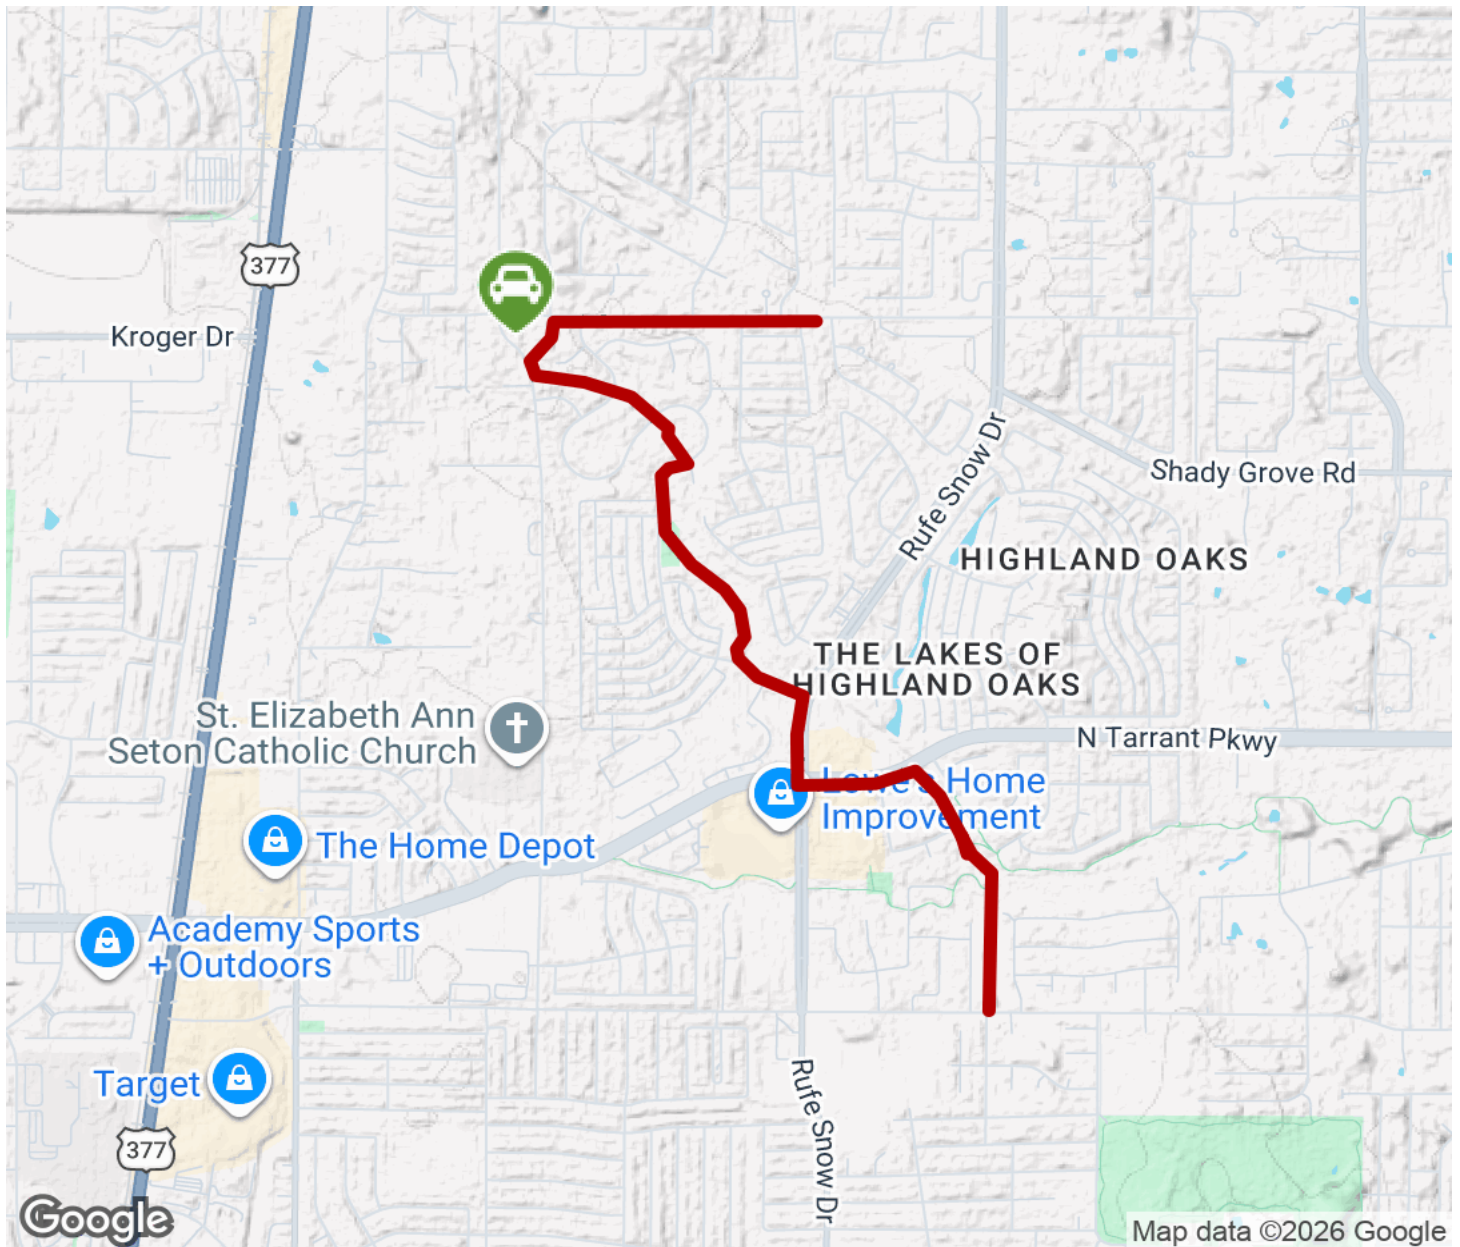 377
Kroger Dr
Rufe Snow Dr
Shady Grove Rd
HIGHLAND OAKS
THE LAKES OF
HIGHLAND OAKS
St. Elizabeth Ann
Seton Catholic Church
N Tarrant Pkwy
Lowe's Home
Improvement
The Home Depot
Academy Sports
+ Outdoors
Target
Rufe Snow Dr
377
Google
Map data ©2026 Google